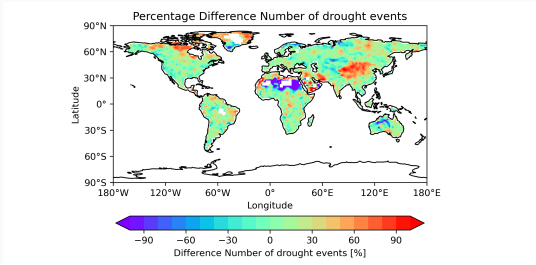 Percentage Difference Number of drought events
90°N
60°N
30°N
0°
30°S
60°S
90°S
Latitude
180°W 120°W 60°W 0° 60°E 120°E 180°E
Longitude
−90 −60 −30 0 30 60 90
Difference Number of drought events [%]